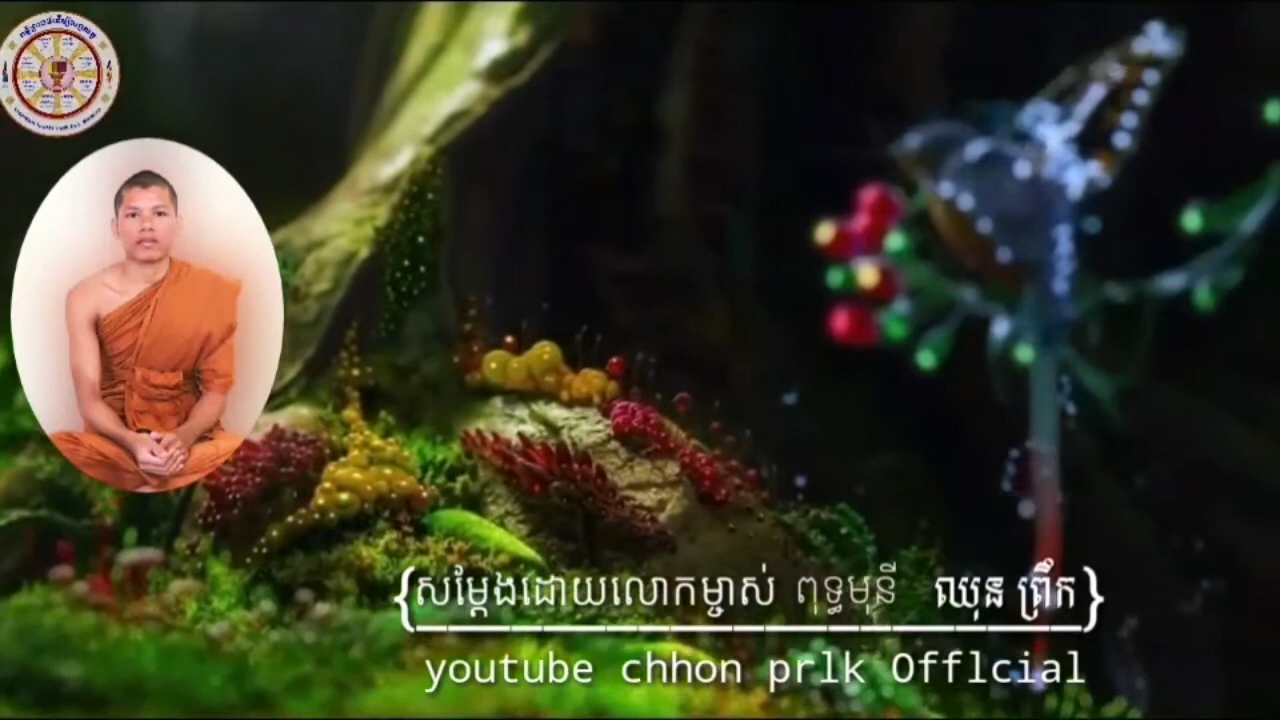 {សម្ដែងដោយលោកម្ចាស់ ពុទ្ធមុនី ឈុន ព្រឹក}
youtube chhon prlk Offlcial